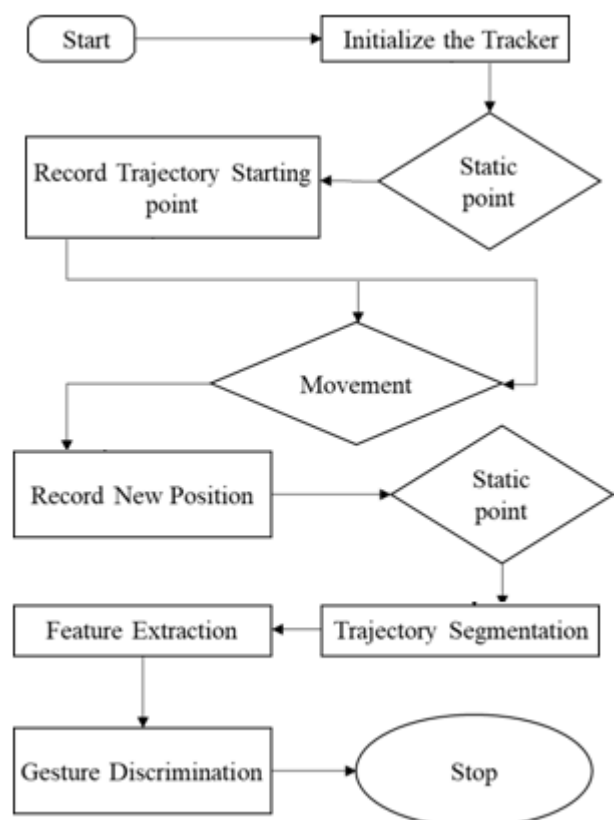 Start
Initialize the Tracker
Static
point
Record Trajectory Starting
point
Movement
Record New Position
Static
point
Trajectory Segmentation
Feature Extraction
Gesture Discrimination
Stop